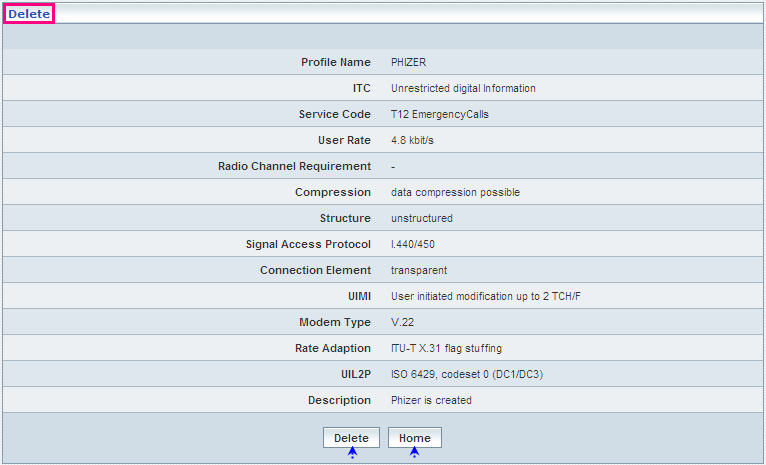 Delete
Profile Name PHIZER
ITC Unrestricted digital Information
Service Code T12 EmergencyCalls
User Rate 4.8 kbit/s
Radio Channel Requirement -
Compression data compression possible
Structure unstructured
Signal Access Protocol I.440/450
Connection Element transparent
UIMI User initiated modification up to 2 TCH/F
Modem Type V.22
Rate Adaption ITU-T X.31 flag stuffing
UIL2P ISO 6429, codeset 0 (DC1/DC3)
Description Phizer is created
Delete Home